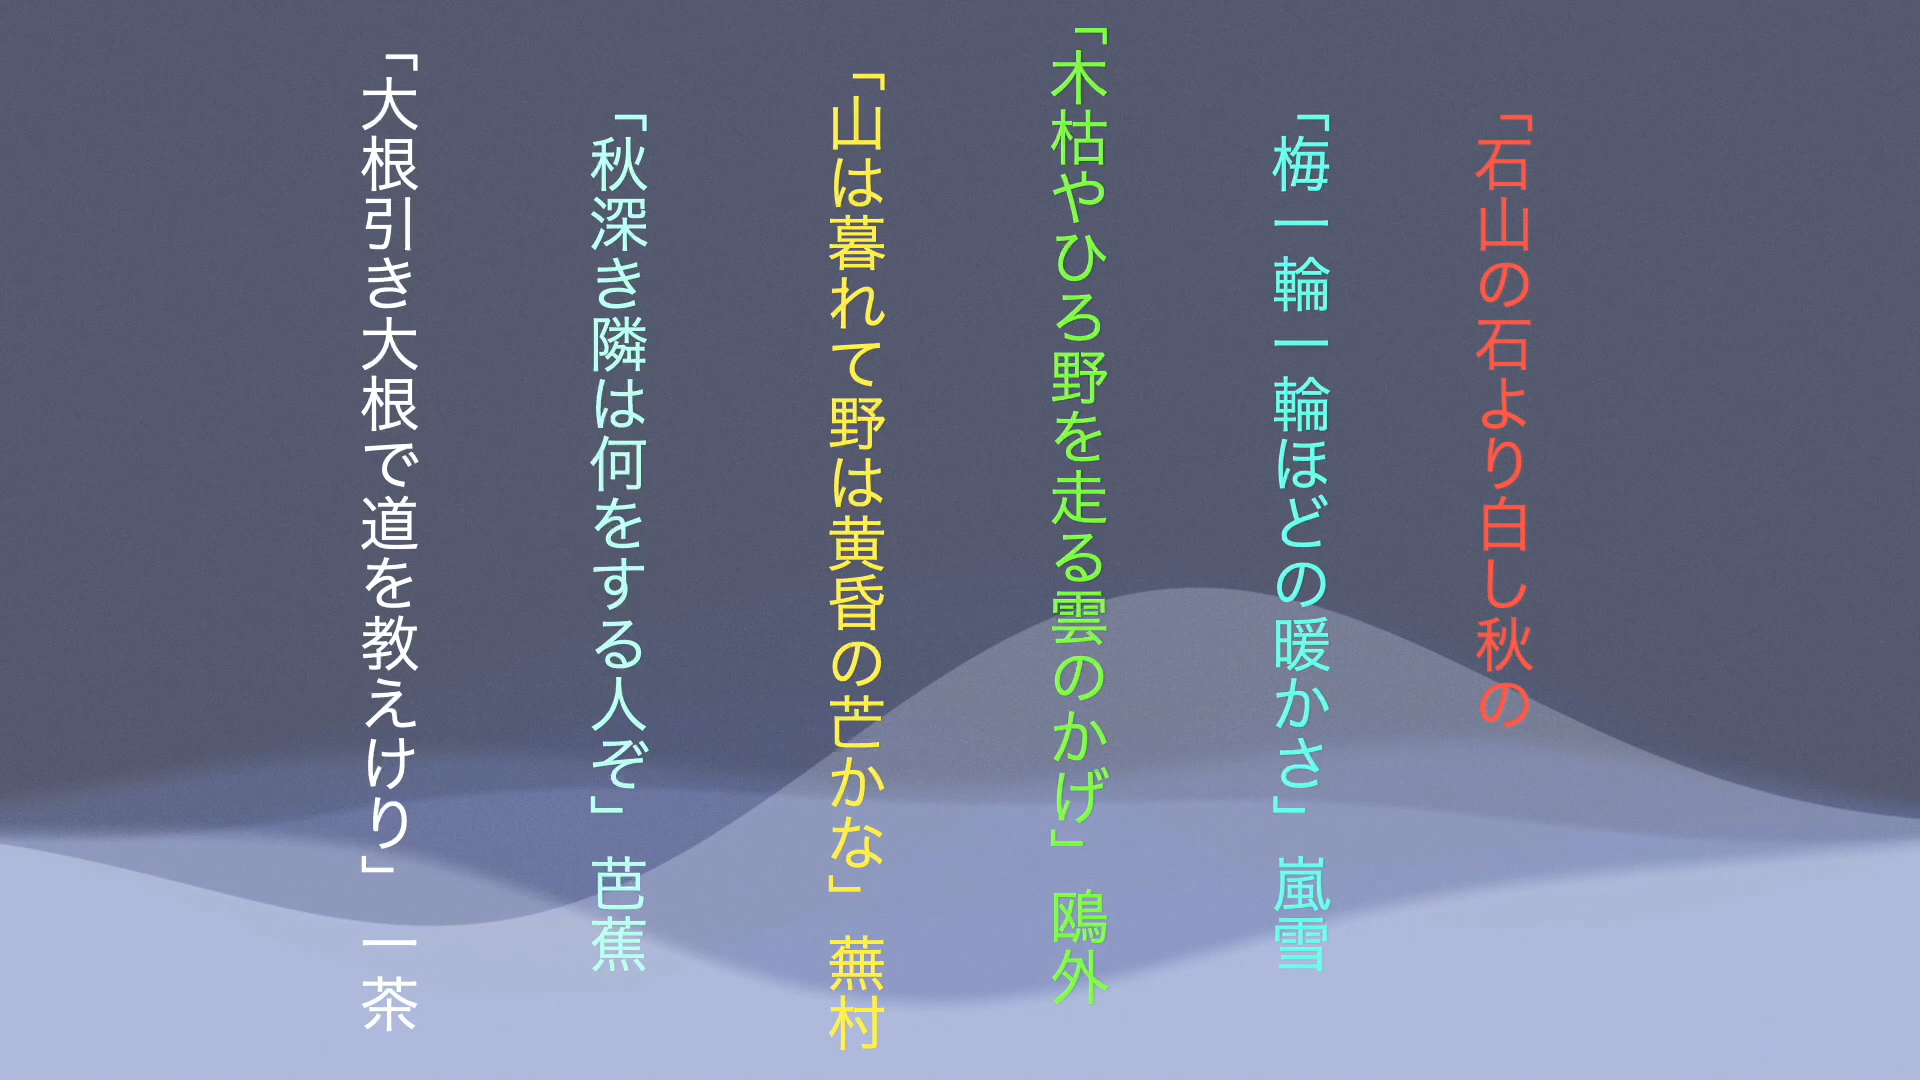 「石山の石より白し秋の
「梅一輪一輪ほどの暖かさ」 嵐雪
「木枯やひろ野を走る雲のかげ」 鴎外
「山は暮れて野は黄昏の芒かな」 蕪村
「秋深き隣は何をする人ぞ」 芭蕉
「大根引き大根で道を教えけり」 一茶